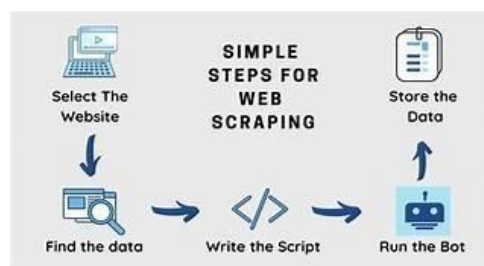 SIMPLE
STEPS FOR
WEB
SCRAPING
Select The
Website
Find the data
Write the Script
Run the Bot
Store the
Data